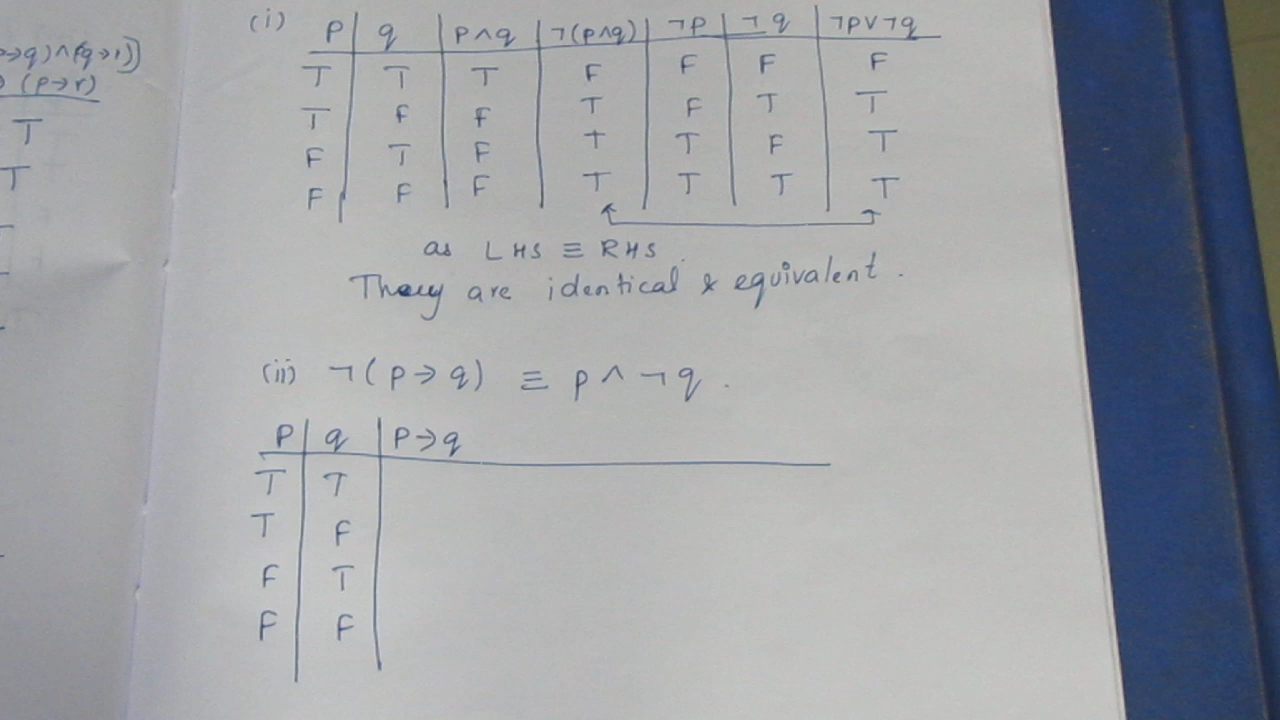 p→q)∧(q→r)]
(p→r)
T
T
(i) P q p∧q ¬(p∧q) ¬p ¬q ¬p∨¬q
T T T F F F F
T F F T F T T
F T F T T F T
F F F T T T T
as LHS ≡ RHS
They are identical & equivalent.
(ii) ¬(p→q) ≡ p∧¬q.
P q P→q
T T
T F
F T
F F